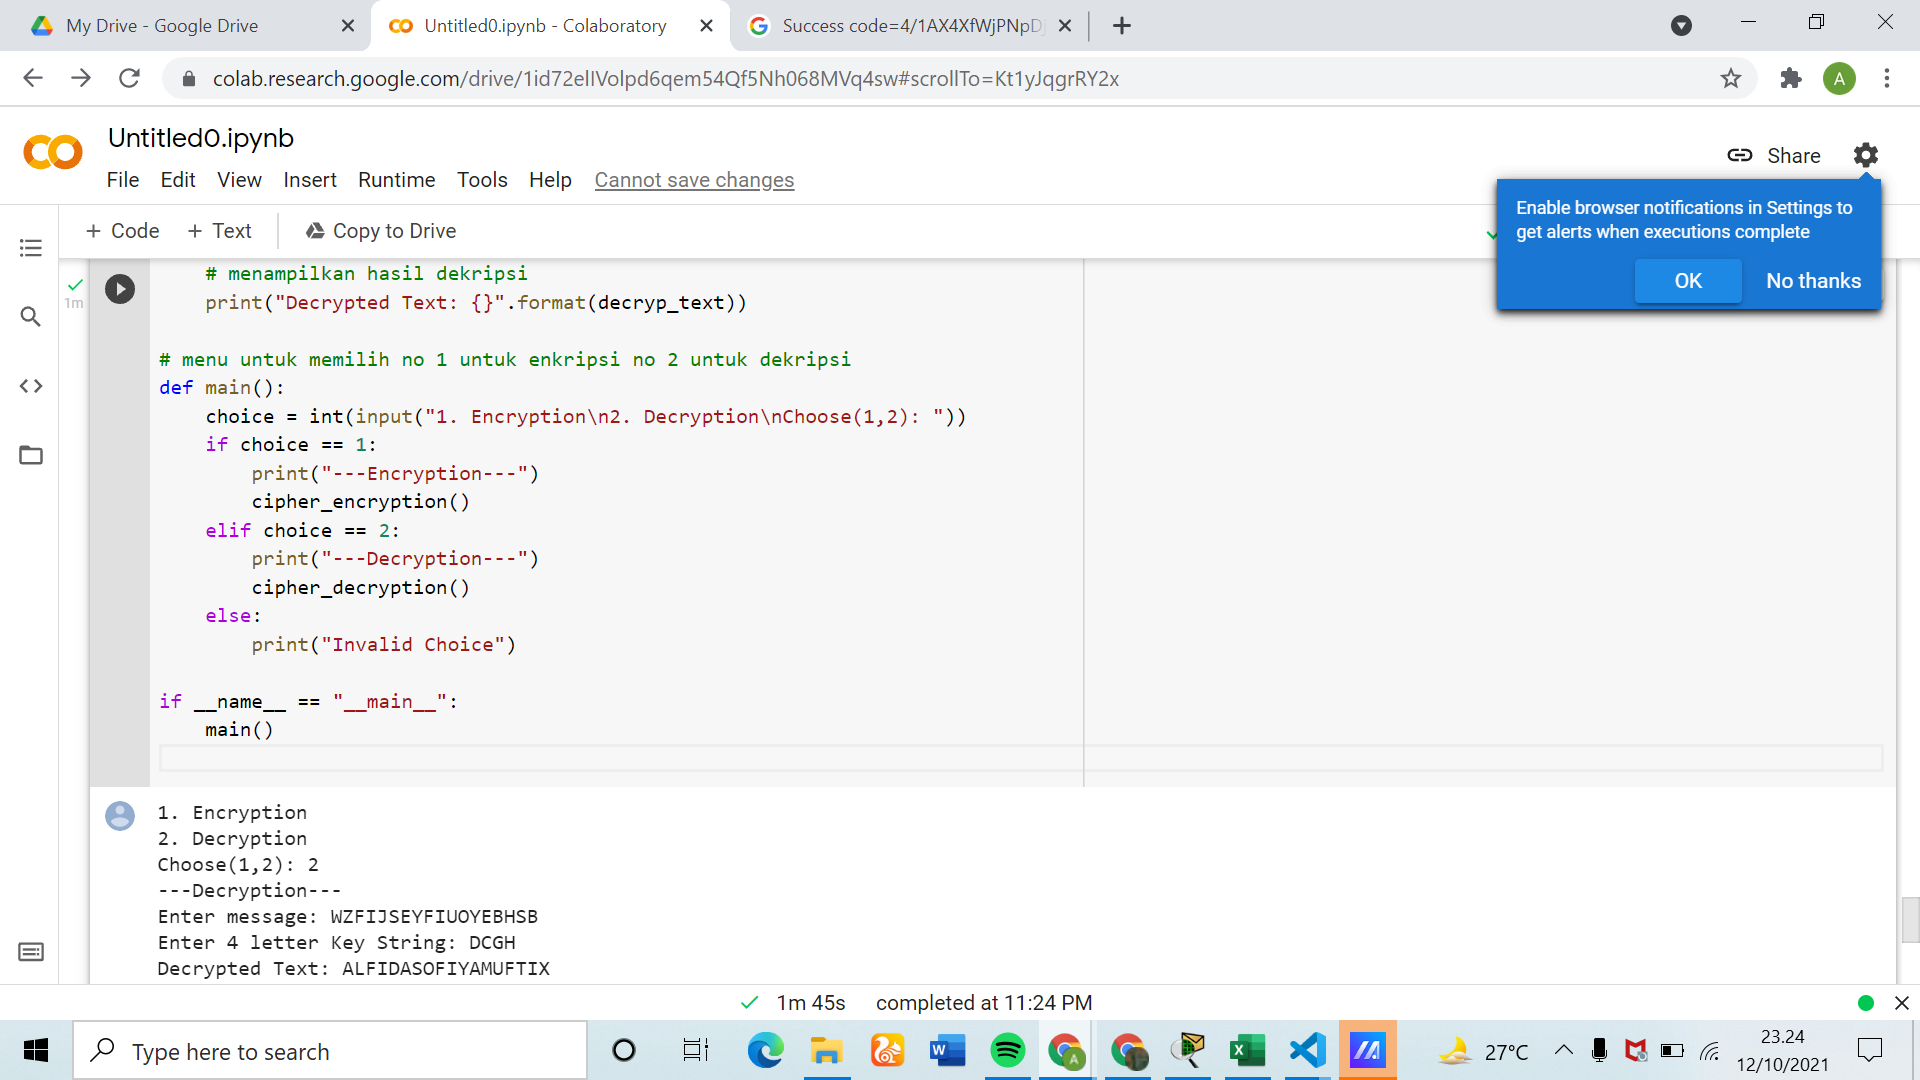 My Drive - Google Drive
Untitled0.ipynb - Colaboratory
Success code=4/1AX4XfWjPNpD
colab.research.google.com/drive/1id72elIVolpd6qem54Qf5Nh068MVq4sw#scrollTo=Kt1yJqgrRY2x
A
Untitled0.ipynb
Share
File Edit View Insert Runtime Tools Help Cannot save changes
Enable browser notifications in Settings to
get alerts when executions complete
OK No thanks
+ Code + Text Copy to Drive
1m
# menampilkan hasil dekripsi
print("Decrypted Text: {}".format(decryp_text))
# menu untuk memilih no 1 untuk enkripsi no 2 untuk dekripsi
def main():
choice = int(input("1. Encryption\n2. Decryption\nChoose(1,2): "))
if choice == 1:
print("---Encryption---")
cipher_encryption()
elif choice == 2:
print("---Decryption---")
cipher_decryption()
else:
print("Invalid Choice")
if __name__ == "__main__":
main()
1. Encryption
2. Decryption
Choose(1,2): 2
---Decryption---
Enter message: WZFIJSEYFIUOYEBHSB
Enter 4 letter Key String: DCGH
Decrypted Text: ALFIDASOFIYAMUFTIX
1m 45s completed at 11:24 PM
Type here to search
27°C
23.24
12/10/2021